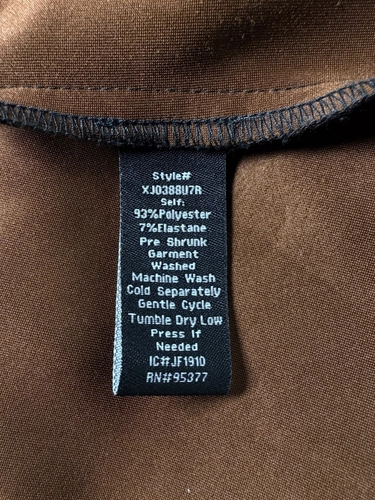 Style#
XJ0388U7R
Self:
93%Polyester
7%Elastane
Pre Shrunk
Garment
Washed
Machine Wash
Cold Separately
Gentle Cycle
Tumble Dry Low
Press If
Needed
IC#JF1910
RN#95377